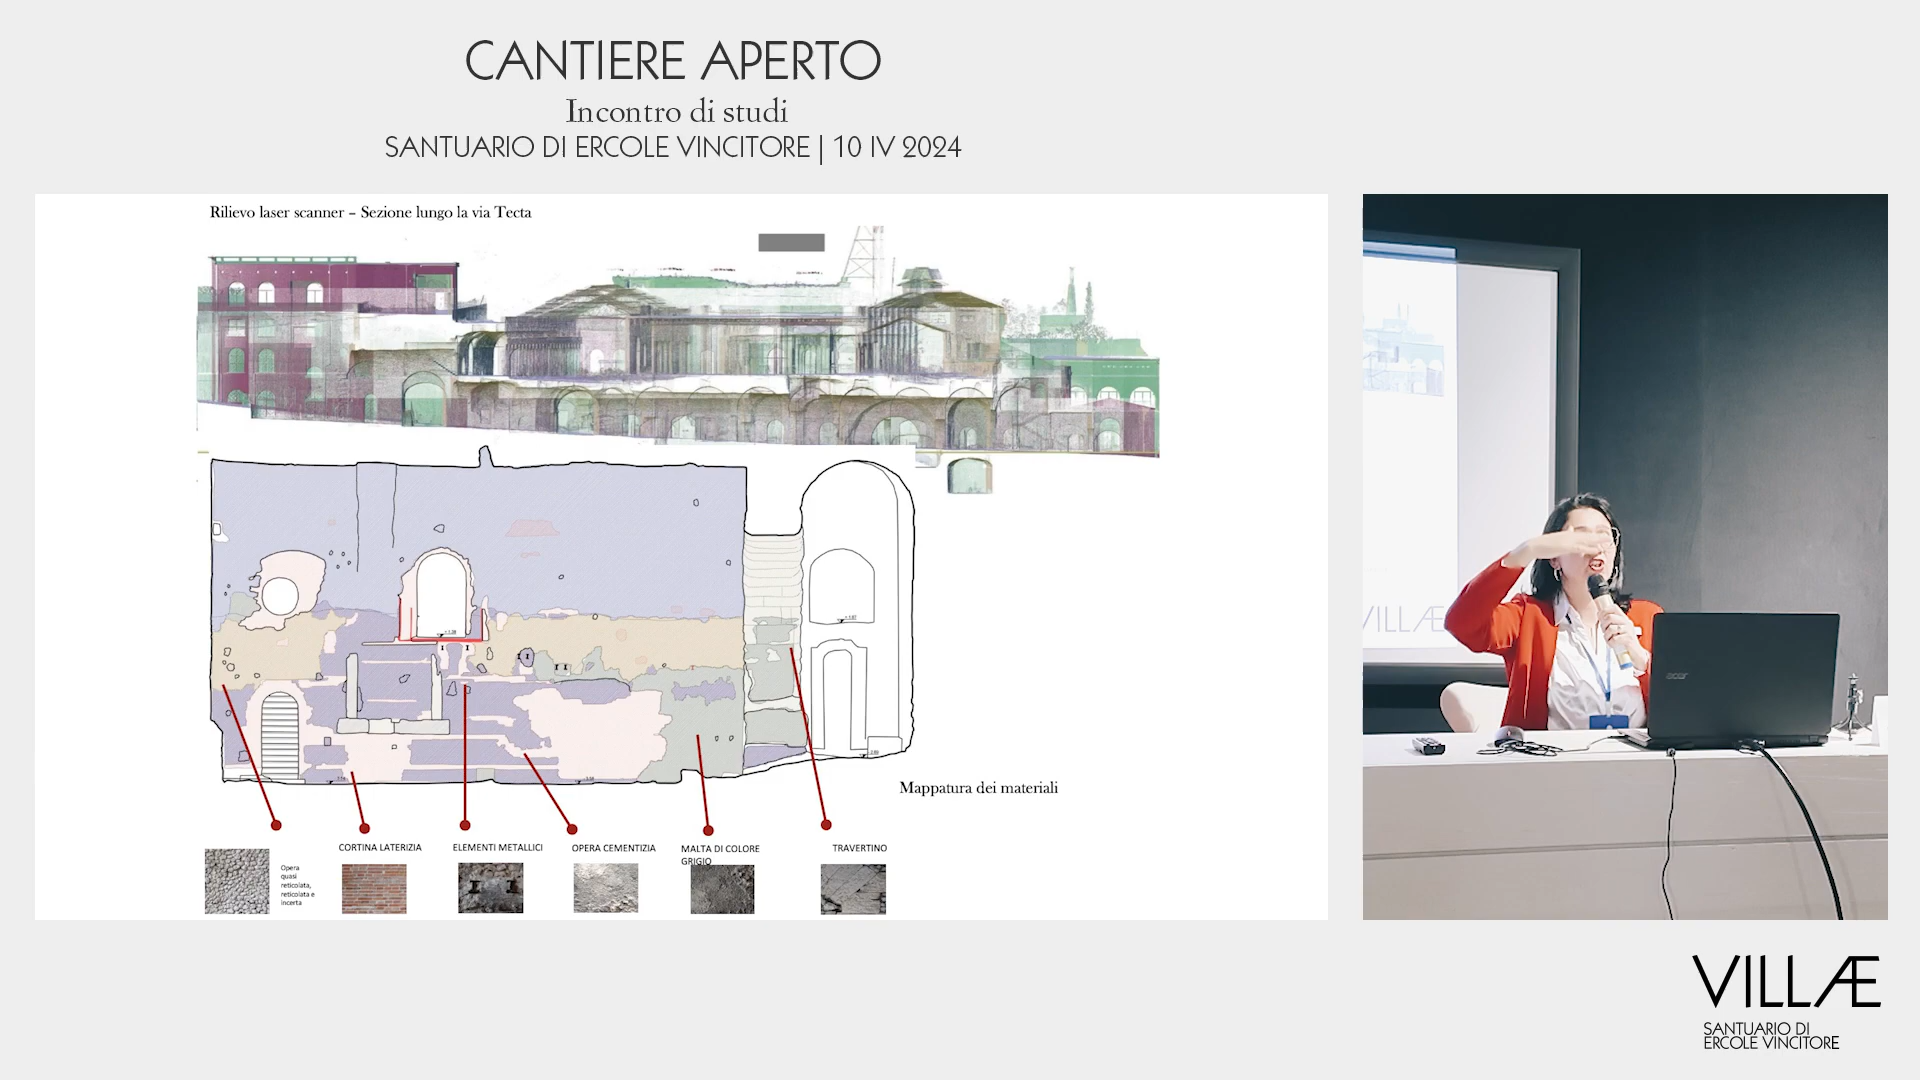 CANTIERE APERTO
Incontro di studi
SANTUARIO DI ERCOLE VINCITORE | 10 IV 2024
Rilievo laser scanner – Sezione lungo la via Tecta
Mappatura dei materiali
Opera
quasi
reticolata,
reticolata e
incerta
CORTINA LATERIZIA
ELEMENTI METALLICI
OPERA CEMENTIZIA
MALTA DI COLORE
GRIGIO
TRAVERTINO
VILLÆ
acer
VILLÆ
SANTUARIO DI
ERCOLE VINCITORE